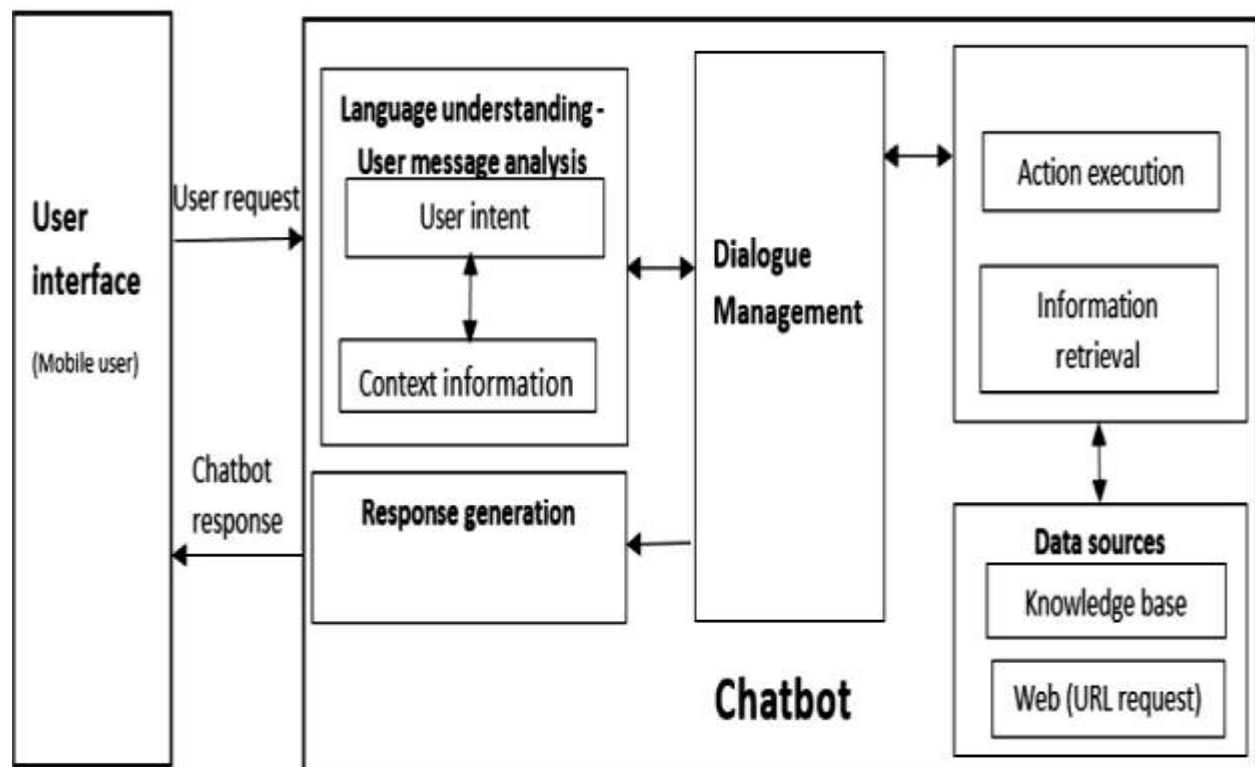 User
interface
(Mobile user)
User request
Chatbot
response
Language understanding -
User message analysis
User intent
Context information
Response generation
Dialogue
Management
Action execution
Information
retrieval
Data sources
Knowledge base
Web (URL request)
Chatbot